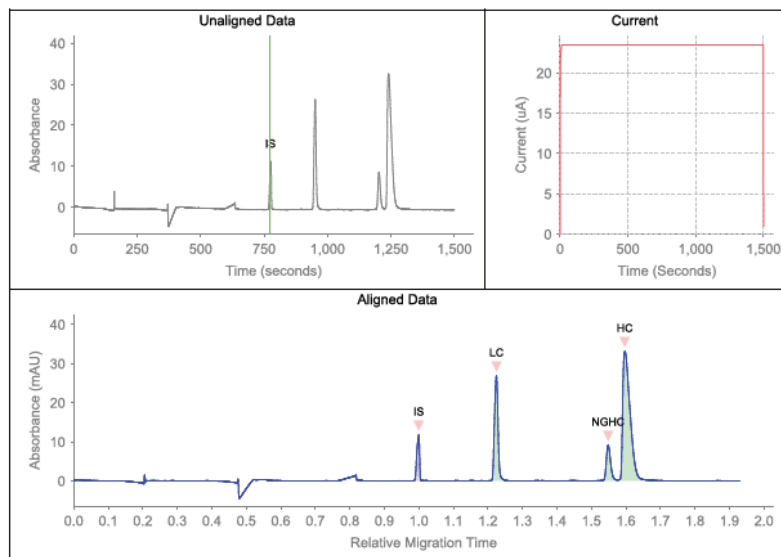 Unaligned Data
40
30
20
10
0
Absorbance
IS
0
250
500
750
1,000
1,250
1,500
Time (seconds)
Current
20
15
10
5
0
Current (uA)
0
500
1,000
1,500
Time (Seconds)
Aligned Data
40
30
20
10
0
Absorbance (mAU)
IS
LC
NGHC
HC
0.0 0.1 0.2 0.3 0.4 0.5 0.6 0.7 0.8 0.9 1.0 1.1 1.2 1.3 1.4 1.5 1.6 1.7 1.8 1.9 2.0
Relative Migration Time